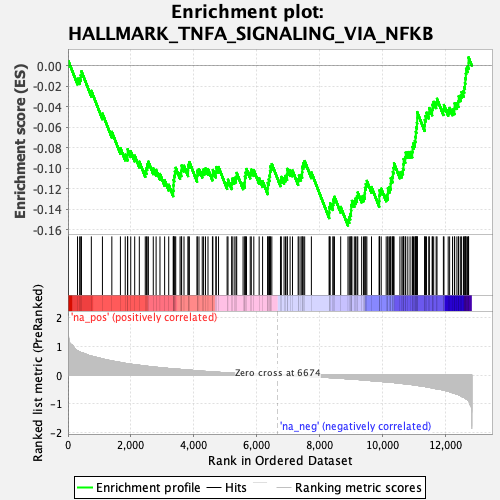 Enrichment plot:
HALLMARK_TNFA_SIGNALING_VIA_NFKB
Enrichment score (ES)
0.00
-0.02
-0.04
-0.06
-0.08
-0.10
-0.12
-0.14
-0.16
Ranked list metric (PreRanked)
2
1
0
-1
-2
'na_pos' (positively correlated)
Zero cross at 6674
'na_neg' (negatively correlated)
0
2,000
4,000
6,000
8,000
10,000
12,000
Rank in Ordered Dataset
Enrichment profile
Hits
Ranking metric scores